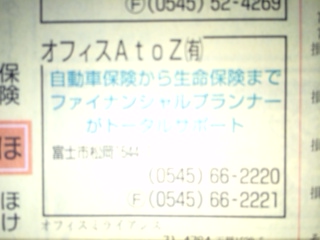 Ⓕ(0545) 52-4269
オフィスAtoZ㈲
自動車保険から生命保険まで
ファイナンシャルプランナー
がトータルサポート
富士市松岡
(0545) 66-2220
Ⓕ (0545) 66-2221
保険
ほ
ほけ